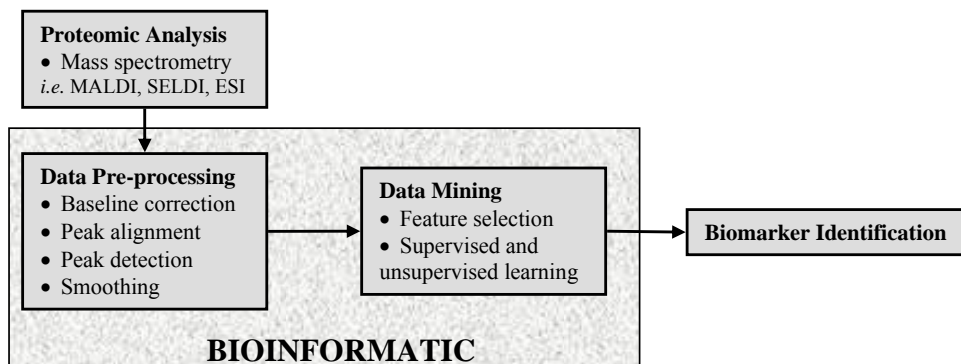 Proteomic Analysis
• Mass spectrometry
i.e. MALDI, SELDI, ESI
Data Pre-processing
• Baseline correction
• Peak alignment
• Peak detection
• Smoothing
Data Mining
• Feature selection
• Supervised and
unsupervised learning
Biomarker Identification
BIOINFORMATIC